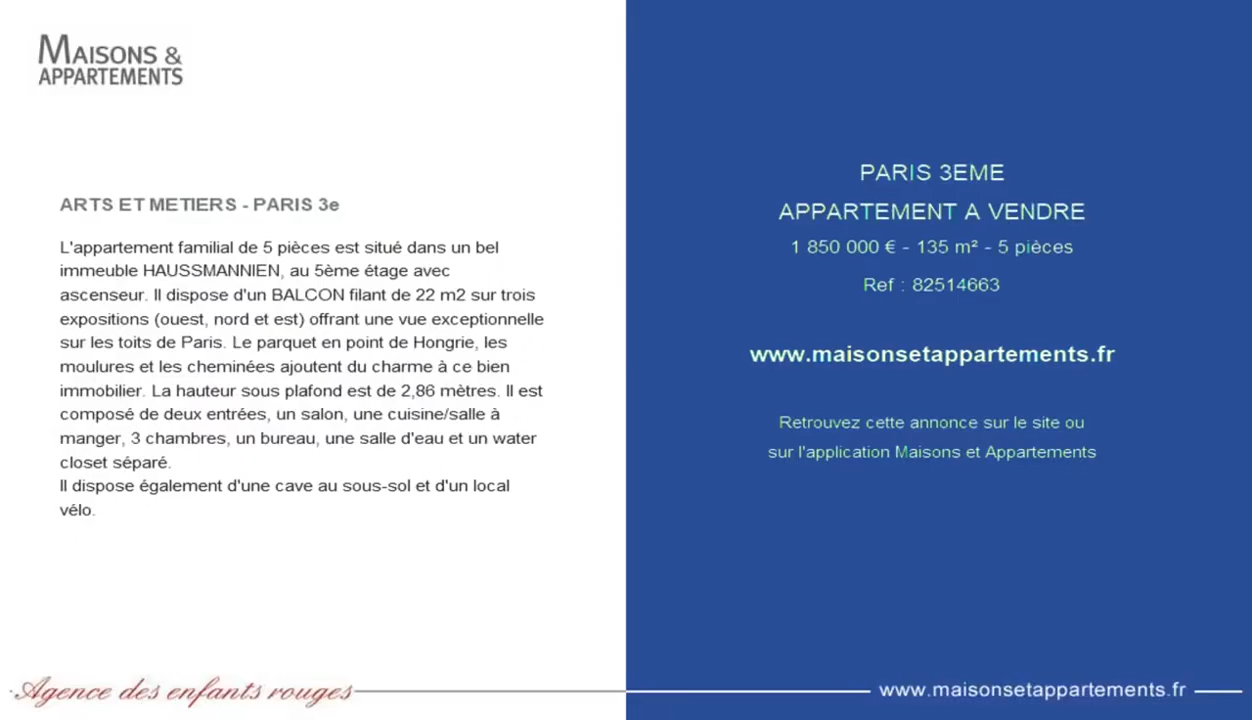 MAISONS &
APPARTEMENTS
ARTS ET METIERS - PARIS 3e
L'appartement familial de 5 pièces est situé dans un bel
immeuble HAUSSMANNIEN, au 5ème étage avec
ascenseur. Il dispose d'un BALCON filant de 22 m2 sur trois
expositions (ouest, nord et est) offrant une vue exceptionnelle
sur les toits de Paris. Le parquet en point de Hongrie, les
moulures et les cheminées ajoutent du charme à ce bien
immobilier. La hauteur sous plafond est de 2,86 mètres. Il est
composé de deux entrées, un salon, une cuisine/salle à
manger, 3 chambres, un bureau, une salle d'eau et un water
closet séparé.
Il dispose également d'une cave au sous-sol et d'un local
vélo.
Agence des enfants rouges
PARIS 3EME
APPARTEMENT A VENDRE
1 850 000 € - 135 m² - 5 pièces
Ref : 82514663
www.maisonsetappartements.fr
Retrouvez cette annonce sur le site ou
sur l'application Maisons et Appartements
www.maisonsetappartements.fr